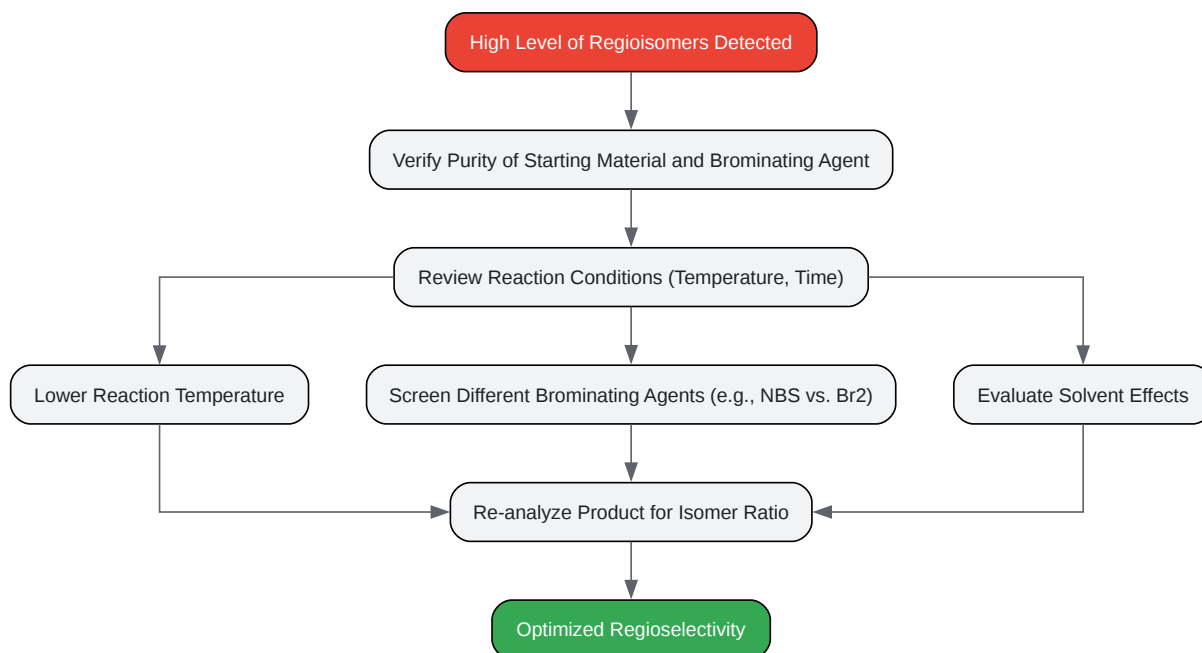 High Level of Regioisomers Detected
Verify Purity of Starting Material and Brominating Agent
Review Reaction Conditions (Temperature, Time)
Lower Reaction Temperature
Screen Different Brominating Agents (e.g., NBS vs. Br2)
Evaluate Solvent Effects
Re-analyze Product for Isomer Ratio
Optimized Regioselectivity